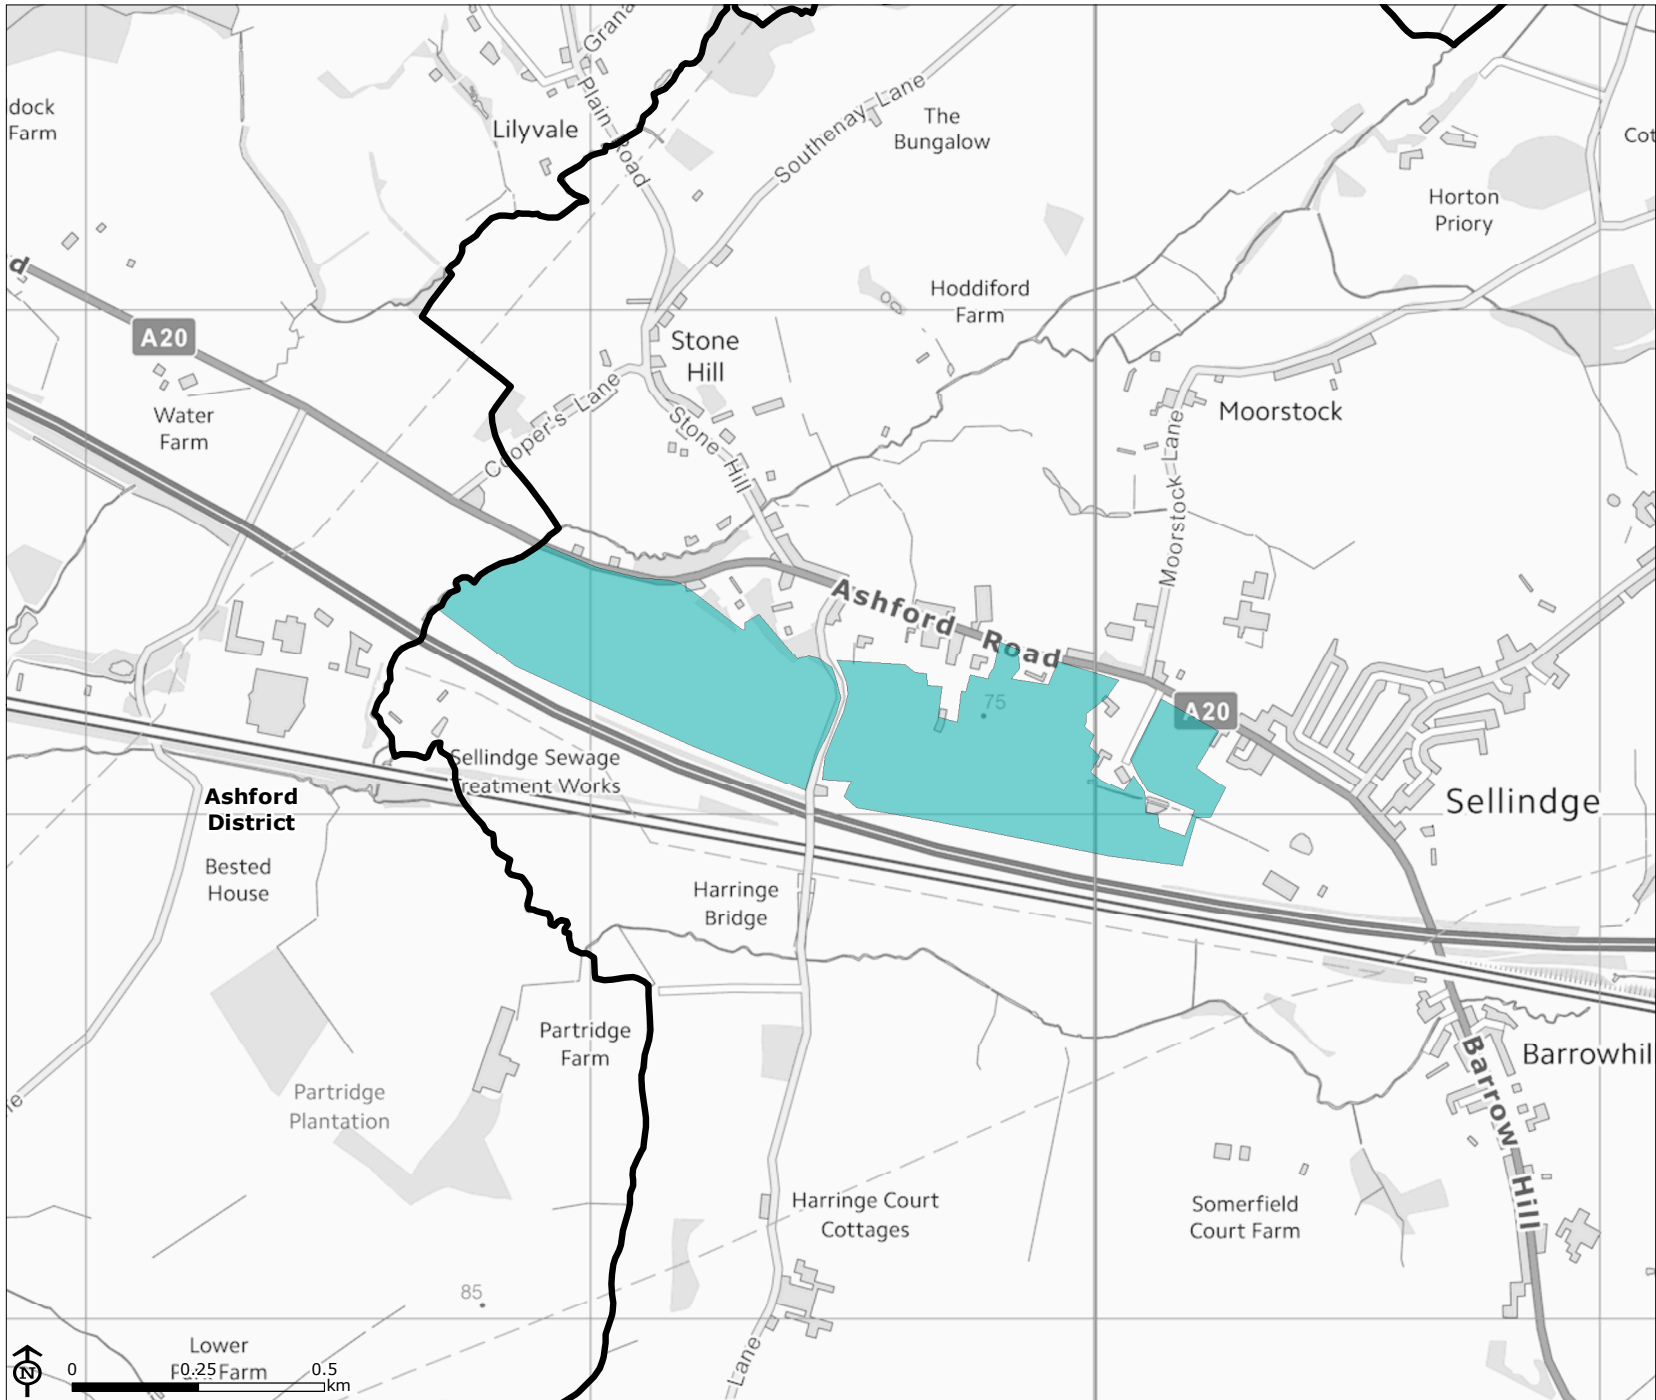 Grana
dock
Farm
Lilyvale
Plain Road
Southenay Lane
The
Bungalow
Cot
Horton
Priory
d
A20
Hoddiford
Farm
Stone
Hill
Water
Farm
Cooper's Lane
Stone Hill
Moorstock
Moorstock Lane
Ashford Road
75
A20
Sellindge Sewage
Treatment Works
Ashford
District
Sellindge
Bested
House
Harringe
Bridge
Partridge
Farm
Barrowhil
Partridge
Plantation
Barrow Hill
Harringe Court
Cottages
Somerfield
Court Farm
85
Lower
Park Farm
Lane
N
0 0.25 0.5
km